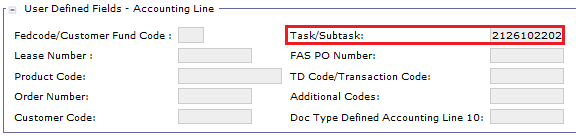 User Defined Fields - Accounting Line
Fedcode/Customer Fund Code :
Task/Subtask: 2126102202
Lease Number :
FAS PO Number:
Product Code:
TD Code/Transaction Code:
Order Number:
Additional Codes:
Customer Code:
Doc Type Defined Accounting Line 10: